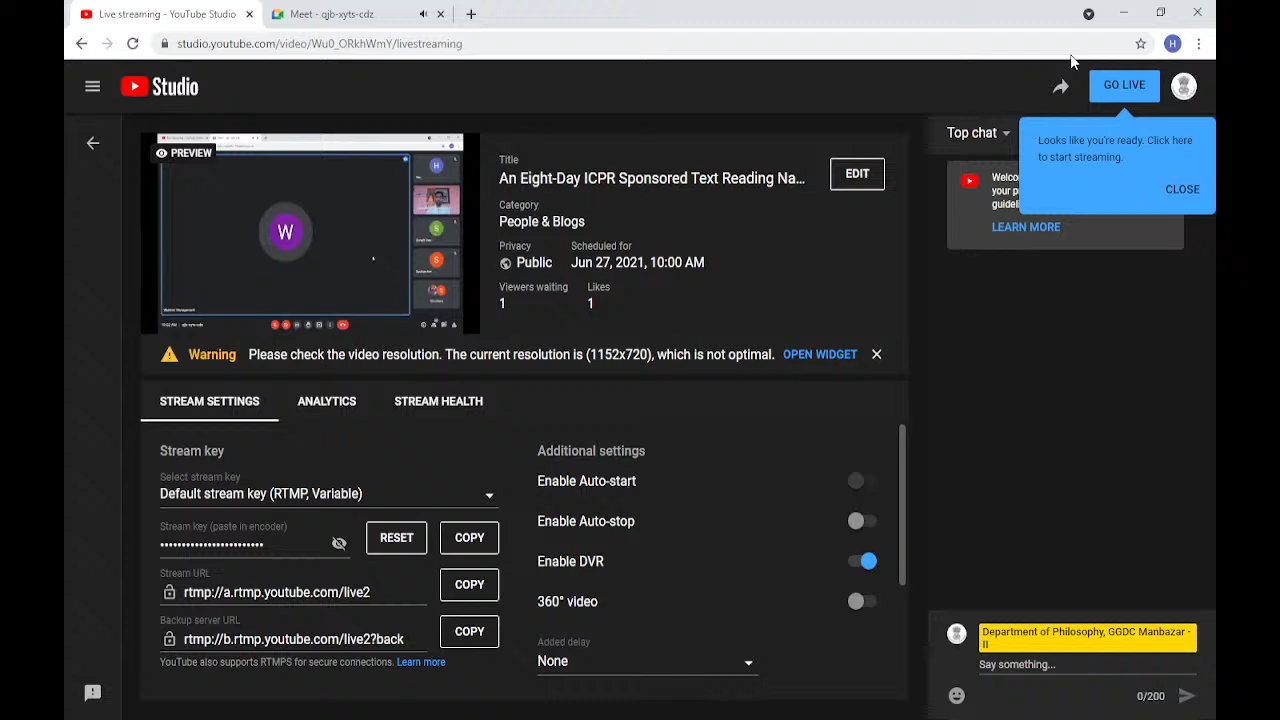 Live streaming - YouTube Studio
Meet - qjb-xyts-cdz
studio.youtube.com/video/Wu0_ORkhWmY/livestreaming
H
Studio
GO LIVE
Looks like you're ready. Click here
to start streaming.
CLOSE
Top chat
Welco
your p
guideli
LEARN MORE
PREVIEW
W
Title
An Eight-Day ICPR Sponsored Text Reading Na...
EDIT
Category
People & Blogs
Privacy
Public
Scheduled for
Jun 27, 2021, 10:00 AM
Viewers waiting
1
Likes
1
Warning Please check the video resolution. The current resolution is (1152x720), which is not optimal. OPEN WIDGET
STREAM SETTINGS
ANALYTICS
STREAM HEALTH
Stream key
Select stream key
Default stream key (RTMP, Variable)
Stream key (paste in encoder)
RESET
COPY
Stream URL
rtmp://a.rtmp.youtube.com/live2
COPY
Backup server URL
rtmp://b.rtmp.youtube.com/live2?back
COPY
YouTube also supports RTMPS for secure connections. Learn more
Additional settings
Enable Auto-start
Enable Auto-stop
Enable DVR
360° video
Added delay
None
Department of Philosophy, GGDC Manbazar -
II
Say something...
0/200